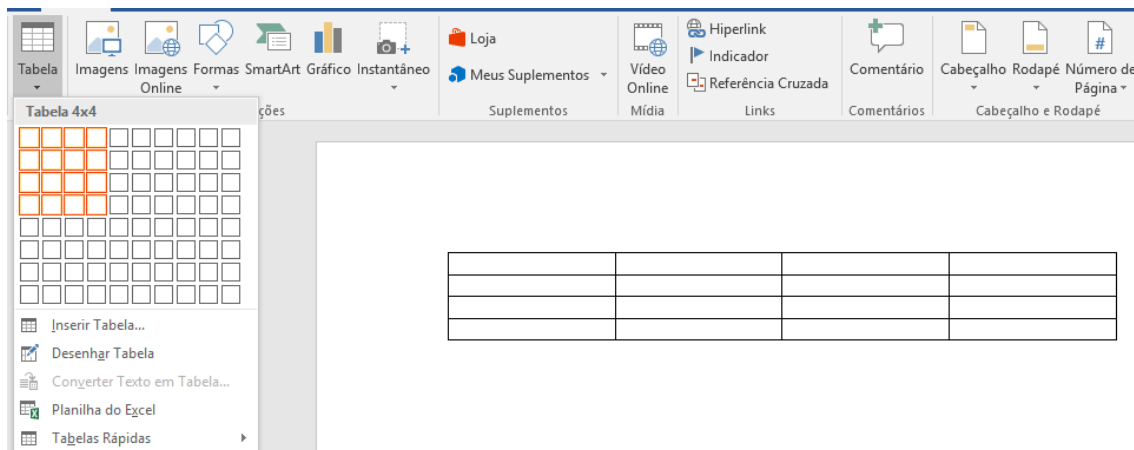 Tabela
Imagens
Imagens Online
Formas
SmartArt
Gráfico
Instantâneo
Loja
Meus Suplementos
Vídeo Online
Hiperlink
Indicador
Referência Cruzada
Comentário
Cabeçalho
Rodapé
#
Número de Página
Tabela 4x4
ções
Suplementos
Mídia
Links
Comentários
Cabeçalho e Rodapé
Inserir Tabela...
Desenhar Tabela
Converter Texto em Tabela...
Planilha do Excel
Tabelas Rápidas